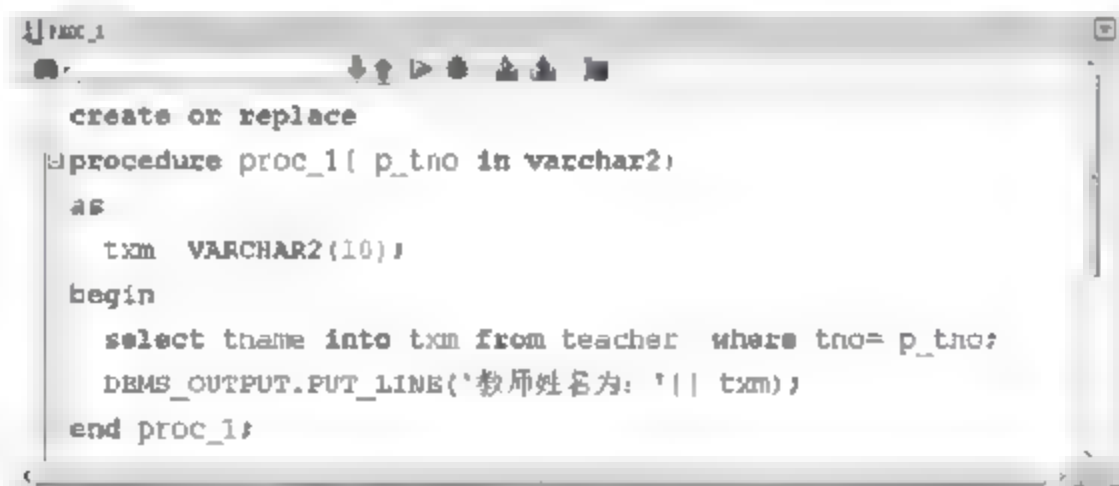 PROC_1
create or replace
procedure proc_1( p_tno in varchar2)
as
txm VARCHAR2(10);
begin
select tname into txm from teacher where tno= p_tno;
DBMS_OUTPUT.PUT_LINE('教师姓名为: '|| txm);
end proc_1;